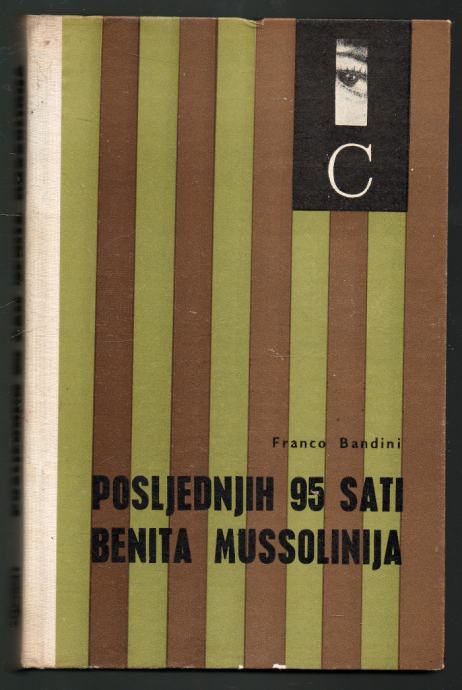 C
Franco Bandini
POSLJEDNJIH 95 SATI
BENITA MUSSOLINIJA